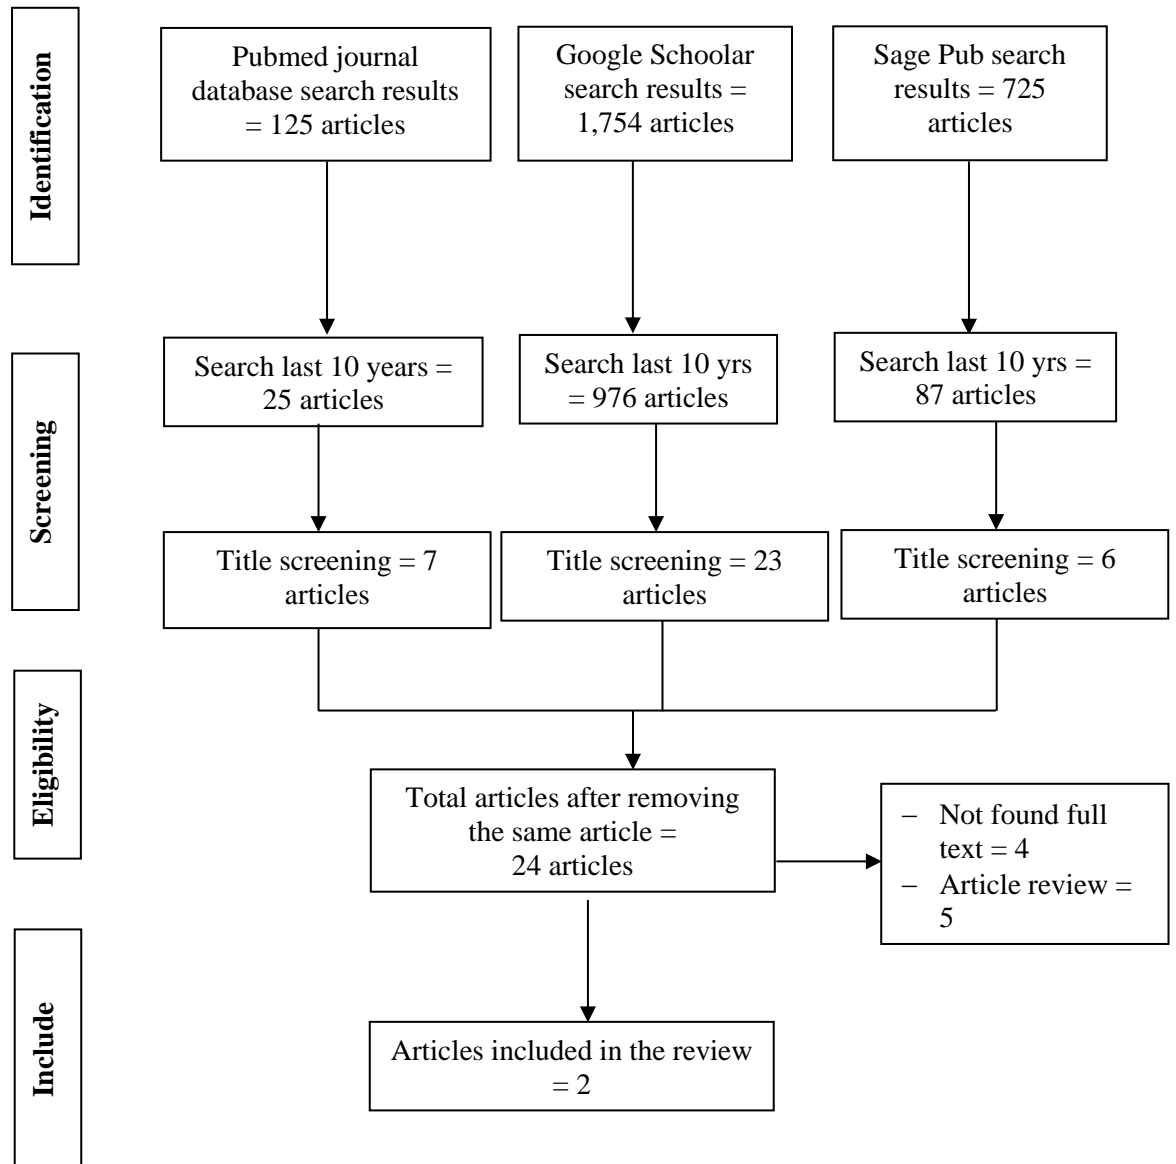 Identification
Pubmed journal
database search results
= 125 articles
Google Schoolar
search results =
1,754 articles
Sage Pub search
results = 725
articles
Screening
Search last 10 years =
25 articles
Search last 10 yrs
= 976 articles
Search last 10 yrs =
87 articles
Title screening = 7
articles
Title screening = 23
articles
Title screening = 6
articles
Eligibility
Total articles after removing
the same article =
24 articles
– Not found full
text = 4
– Article review =
5
Include
Articles included in the review
= 2